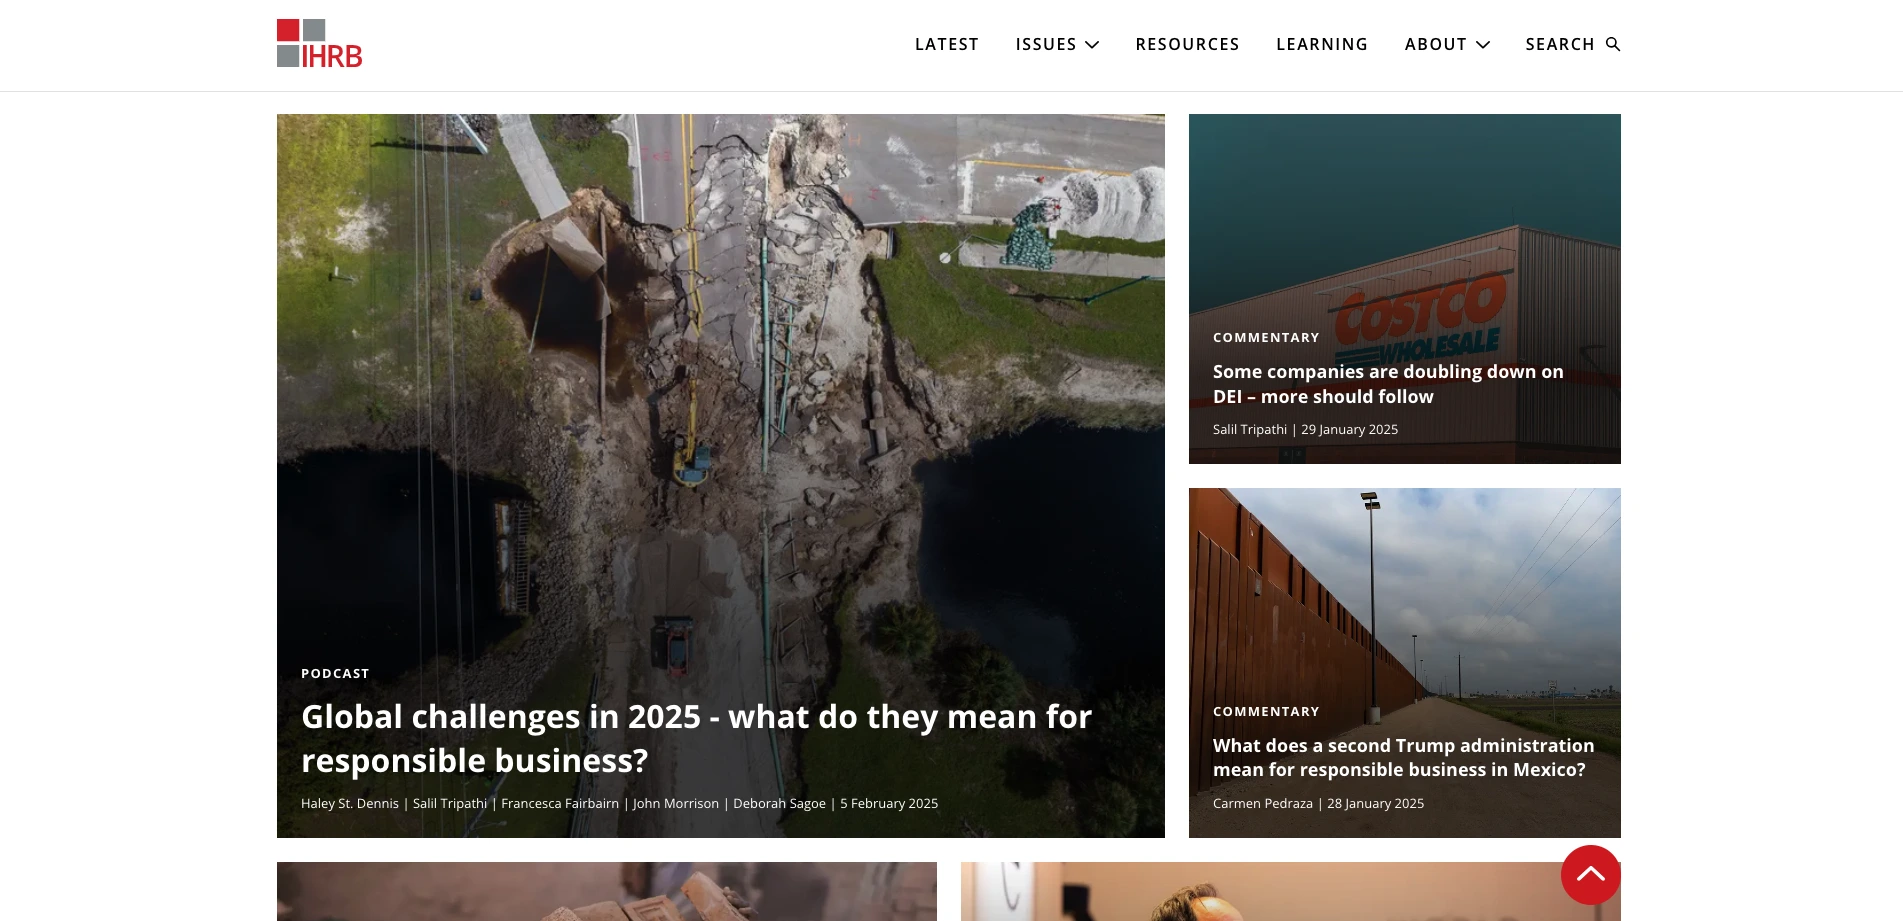 IHRB
LATEST
ISSUES
RESOURCES
LEARNING
ABOUT
SEARCH
PODCAST
Global challenges in 2025 - what do they mean for
responsible business?
Haley St. Dennis | Salil Tripathi | Francesca Fairbairn | John Morrison | Deborah Sagoe | 5 February 2025
COSTCO
WHOLESALE
COMMENTARY
Some companies are doubling down on
DEI – more should follow
Salil Tripathi | 29 January 2025
COMMENTARY
What does a second Trump administration
mean for responsible business in Mexico?
Carmen Pedraza | 28 January 2025